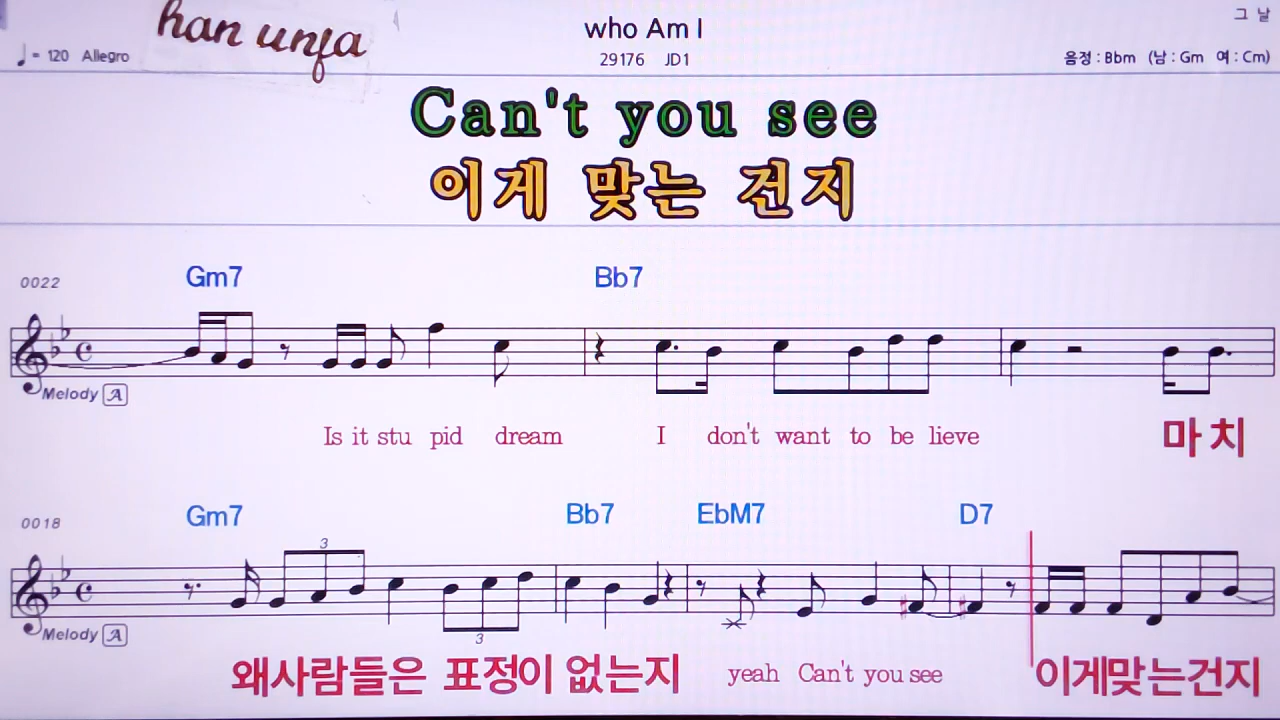 han unfa
who Am I
그 날
♩= 120 Allegro
29176 JD1
음정 : Bbm (남 : Gm 여 : Cm)
Can't you see
이게 맞는 건지
0022 Gm7 Bb7
Melody A
Is it stu pid dream I don't want to be lieve 마 치
0018 Gm7 Bb7 EbM7 D7
3
3
Melody A
왜사람들은 표정이 없는지 yeah Can't you see 이게맞는건지